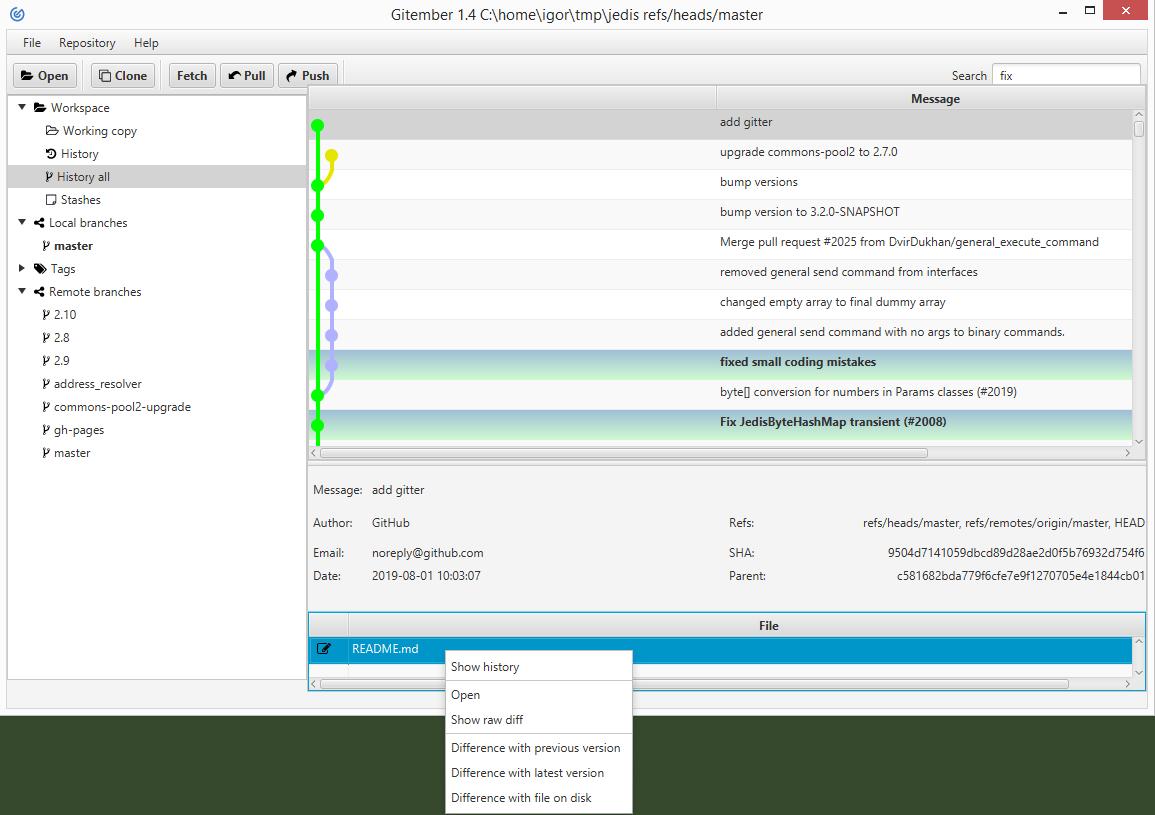 Gitember 1.4 C:\home\igor\tmp\jedis refs/heads/master
File Repository Help
Open Clone Fetch Pull Push Search fix
Workspace
Working copy
History
History all
Stashes
Local branches
master
Tags
Remote branches
2.10
2.8
2.9
address_resolver
commons-pool2-upgrade
gh-pages
master
Message
add gitter
upgrade commons-pool2 to 2.7.0
bump versions
bump version to 3.2.0-SNAPSHOT
Merge pull request #2025 from DvirDukhan/general_execute_command
removed general send command from interfaces
changed empty array to final dummy array
added general send command with no args to binary commands.
fixed small coding mistakes
byte[] conversion for numbers in Params classes (#2019)
Fix JedisByteHashMap transient (#2008)
Message: add gitter
Author: GitHub Refs: refs/heads/master, refs/remotes/origin/master, HEAD
Email: noreply@github.com SHA: 9504d7141059dbcd89d28ae2d0f5b76932d754f6
Date: 2019-08-01 10:03:07 Parent: c581682bda779f6cfe7e9f1270705e4e1844cb01
File
README.md
Show history
Open
Show raw diff
Difference with previous version
Difference with latest version
Difference with file on disk